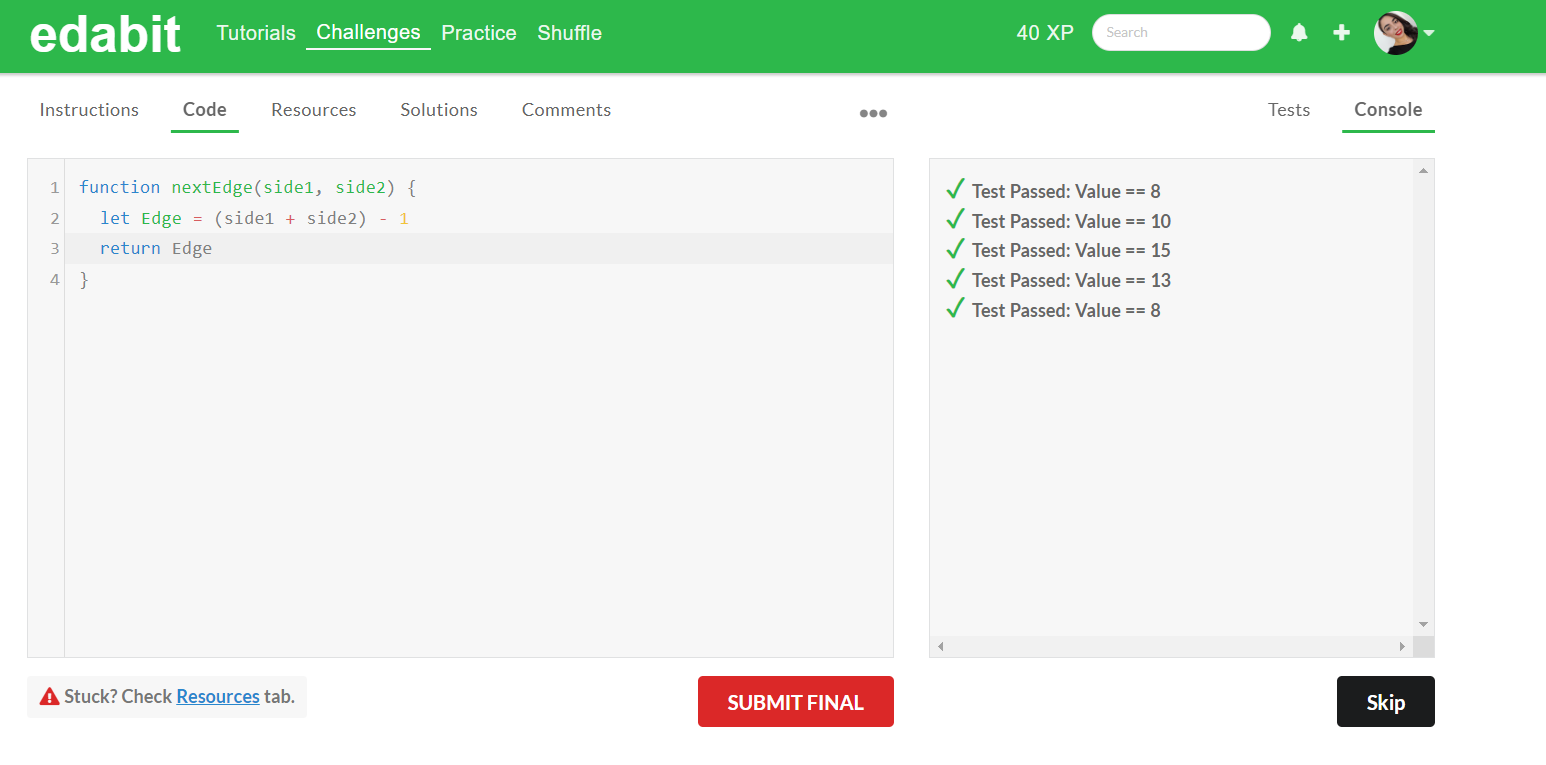 edabit Tutorials Challenges Practice Shuffle 40 XP Search
Instructions Code Resources Solutions Comments Tests Console
1 function nextEdge(side1, side2) {
2 let Edge = (side1 + side2) - 1
3 return Edge
4 }
Test Passed: Value == 8
Test Passed: Value == 10
Test Passed: Value == 15
Test Passed: Value == 13
Test Passed: Value == 8
Stuck? Check Resources tab. SUBMIT FINAL Skip